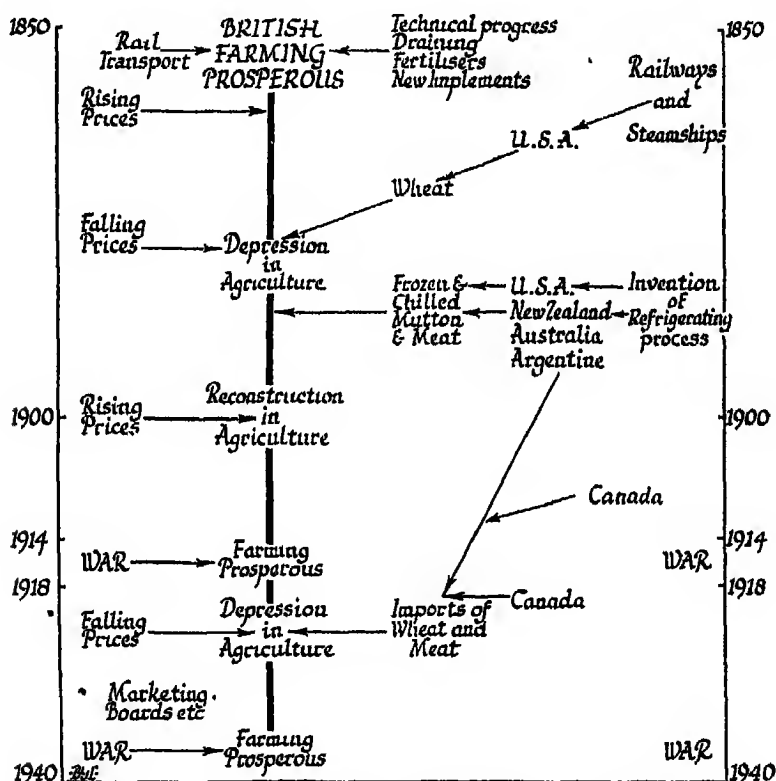 1850
Rail
Transport
BRITISH
FARMING
PROSPEROUS
Technical progress
Draining
Fertilisers
New Implements
1850
Railways
and
Steamships
Rising
Prices
U.S.A.
Wheat
Falling
Prices
Depression
in
Agriculture
Frozen &
Chilled
Mutton
& Meat
U.S.A.
New Zealand
Australia
Argentine
Invention
of
Refrigerating
process
1900
Rising
Prices
Reconstruction
in
Agriculture
1900
Canada
1914
1918
WAR
Farming
Prosperous
WAR
1914
1918
Falling
Prices
Depression
in
Agriculture
Imports of
Wheat and
Meat
Canada
Marketing
Boards etc
WAR
Farming
Prosperous
WAR
1940
1940